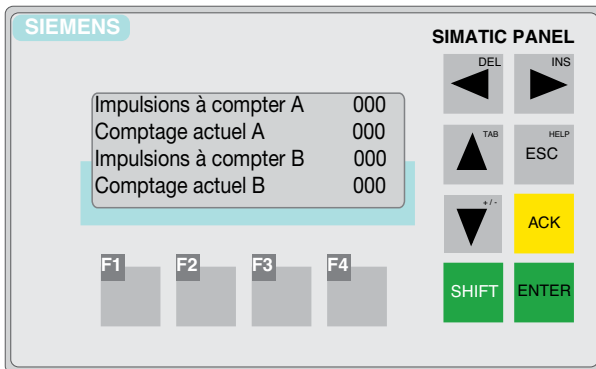 SIEMENS
SIMATIC PANEL
DEL
INS
Impulsions à compter A 000
Comptage actuel A 000
Impulsions à compter B 000
Comptage actuel B 000
TAB
HELP
ESC
+/-
ACK
F1 F2 F3 F4
SHIFT
ENTER